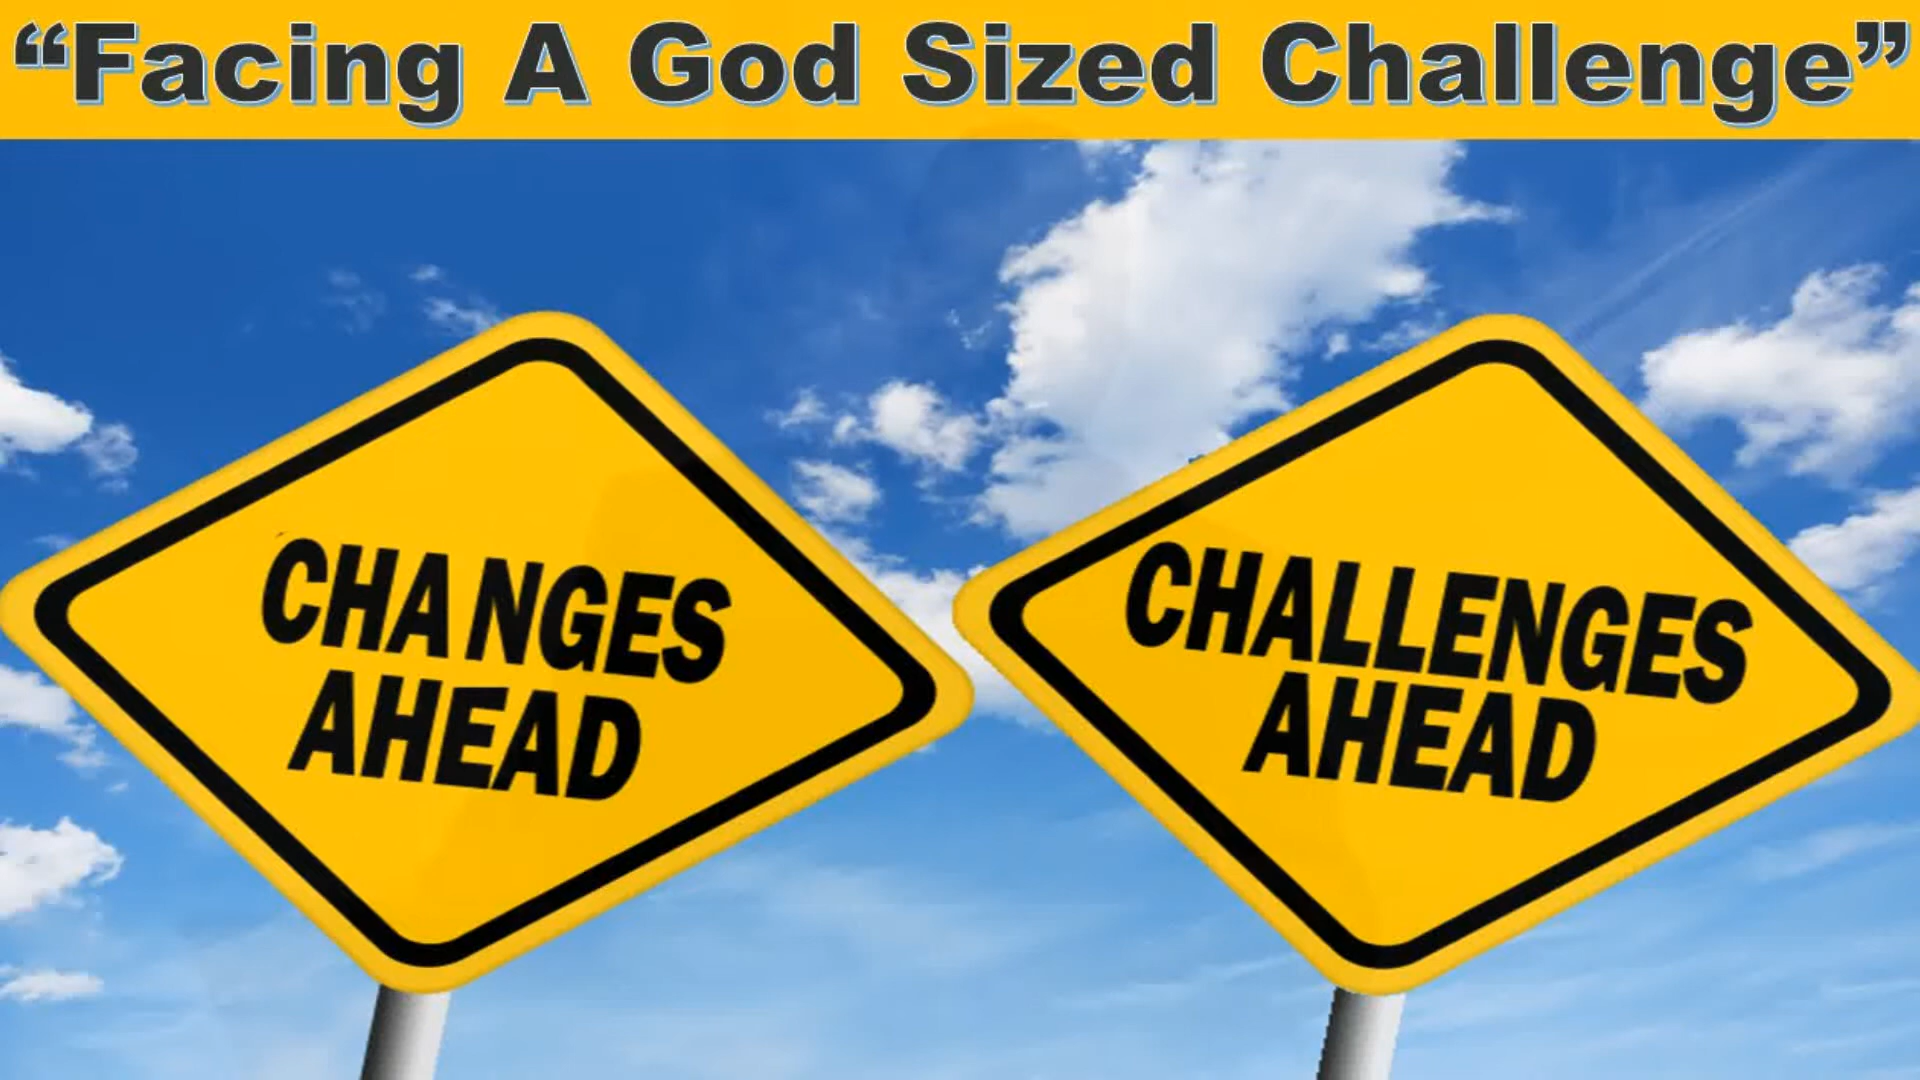 “Facing A God Sized Challenge”
CHANGES
AHEAD
CHALLENGES
AHEAD